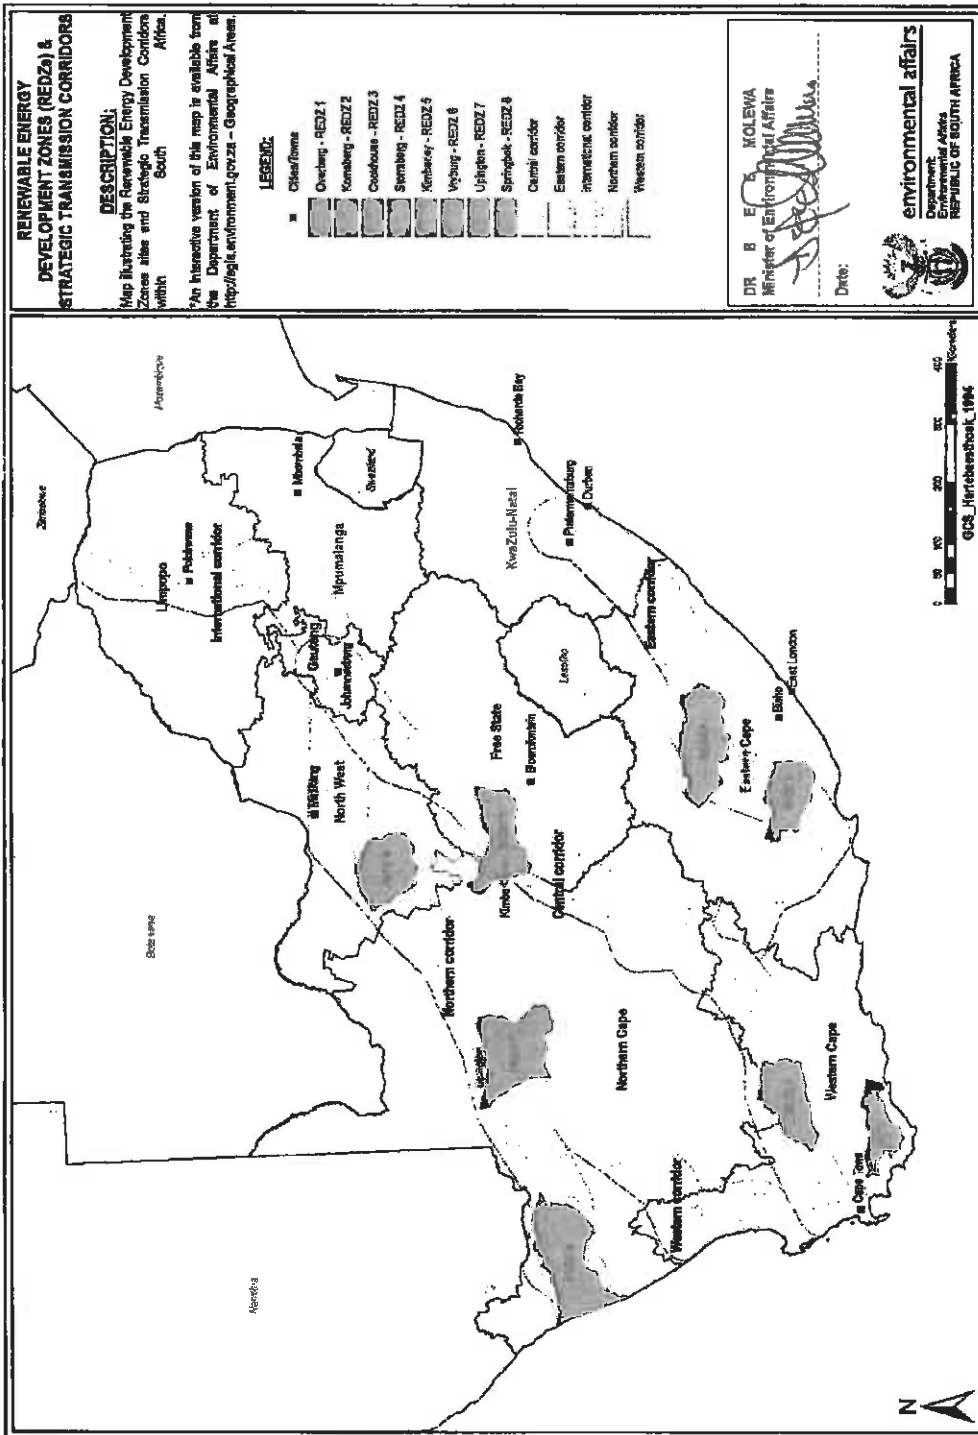 RENEWABLE ENERGY
DEVELOPMENT ZONES (REDZs) &
STRATEGIC TRANSMISSION CORRIDORS
DESCRIPTION:
Map illustrating the Renewable Energy Development
Zones sites and Strategic Transmission Corridors
within South Africa.
*An interactive version of this map is available from
the Department of Environmental Affairs at
http://egis.environment.gov.za – Geographical Areas.
LEGEND:
Cities/Towns
Overberg - REDZ 1
Komsberg - REDZ 2
Cookhouse - REDZ 3
Stormberg - REDZ 4
Kimberley - REDZ 5
Vryburg - REDZ 6
Upington - REDZ 7
Springbok - REDZ 8
Central corridor
Eastern corridor
International corridor
Northern corridor
Western corridor
DR B E E MOLEWA
Minister of Environmental Affairs
Date:
environmental affairs
Department:
Environmental Affairs
REPUBLIC OF SOUTH AFRICA
Zimbabwe
Mozambique
Limpopo
Polokwane
International corridor
Mbombela
Swaziland
Mpumalanga
Gauteng
Johannesburg
Botswana
Mafikeng
North West
Free State
Bloemfontein
Lesotho
KwaZulu-Natal
Richards Bay
Pietermaritzburg
Durban
Eastern corridor
Northern corridor
Central corridor
Namibia
Upington
Northern Cape
Eastern Cape
Bisho
East London
Western corridor
Western Cape
Cape Town
N
0 50 100 200 300 400
GCS_Hartebeesthoek_1994